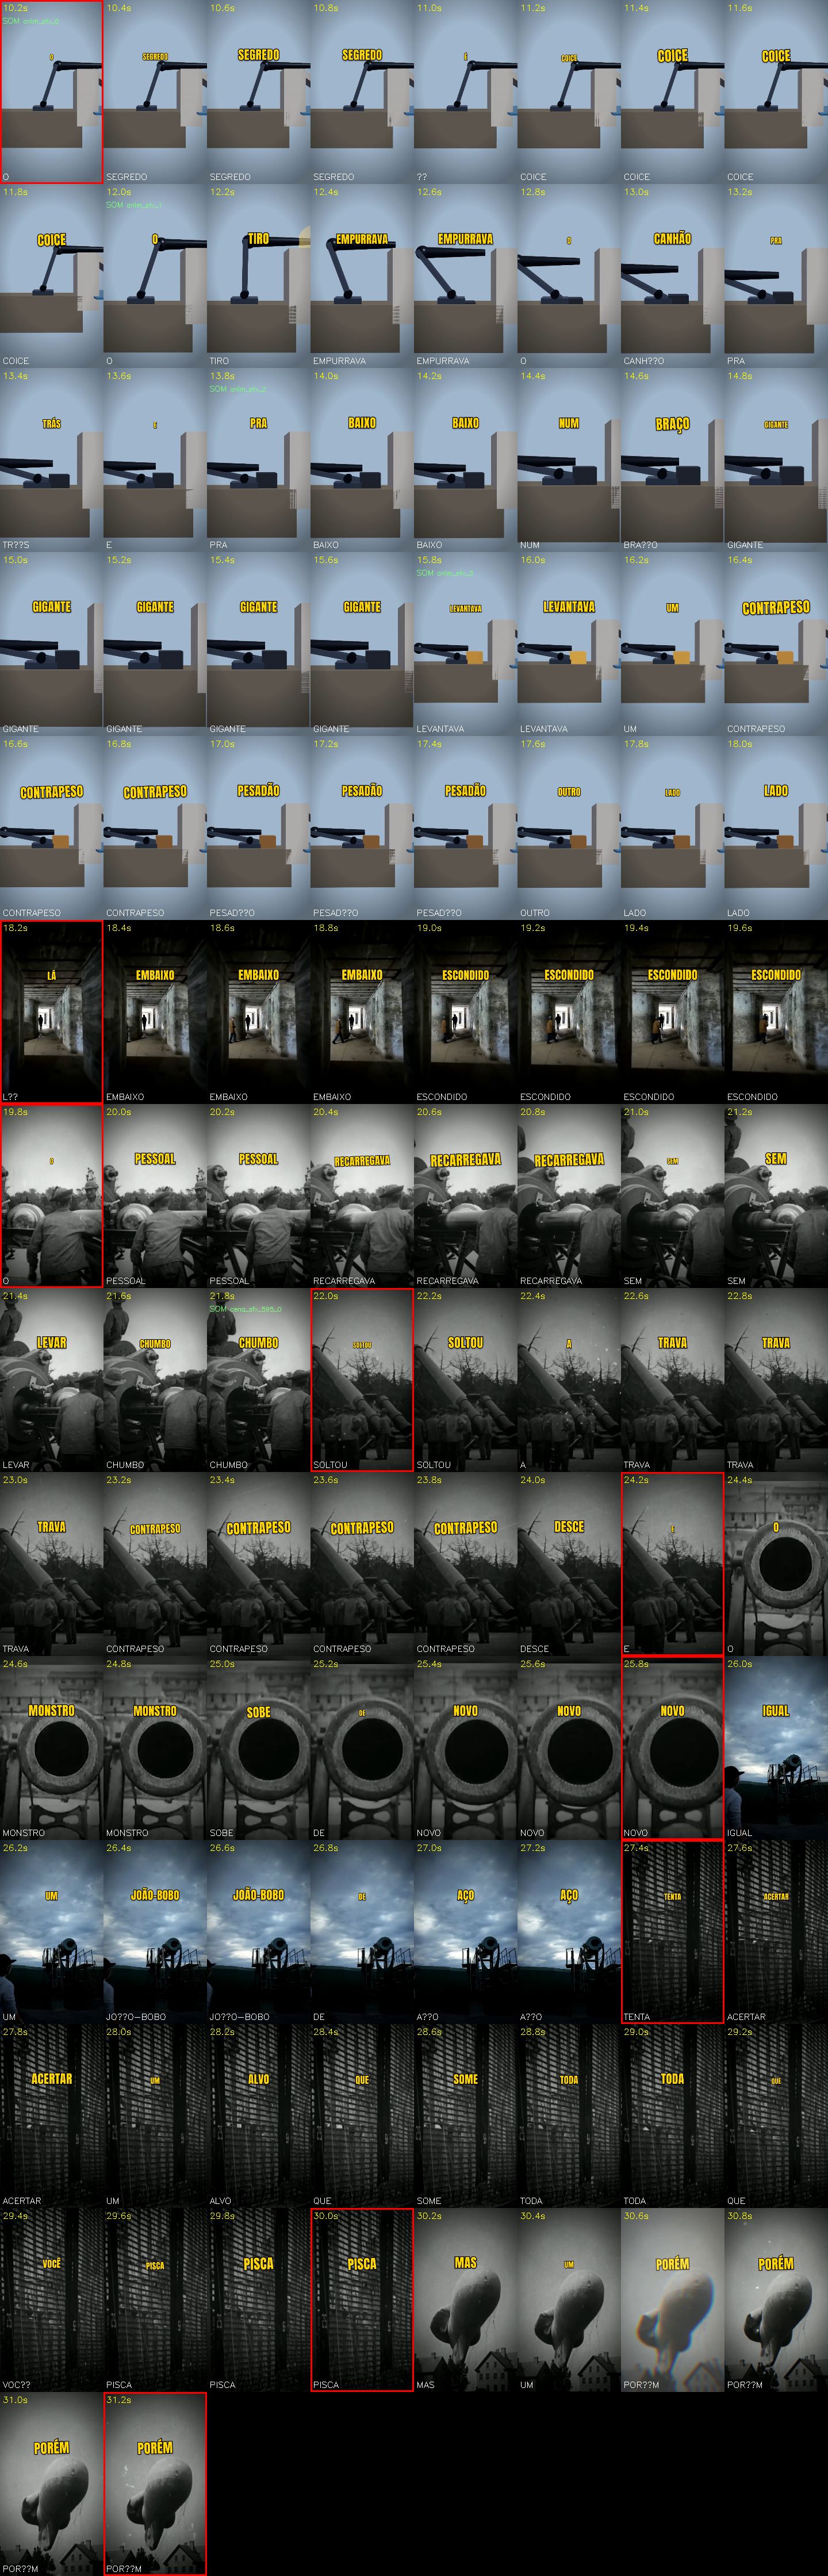 10.2s 10.4s 10.6s 10.8s 11.0s 11.2s 11.4s 11.6s
SOM anim_sfx_0
O SEGREDO SEGREDO SEGREDO É COICE COICE COICE
O SEGREDO SEGREDO SEGREDO ?? COICE COICE COICE
11.8s 12.0s 12.2s 12.4s 12.6s 12.8s 13.0s 13.2s
SOM anim_sfx_1
COICE O TIRO EMPURRAVA EMPURRAVA O CANHÃO PRA
COICE O TIRO EMPURRAVA EMPURRAVA O CANH??O PRA
13.4s 13.6s 13.8s 14.0s 14.2s 14.4s 14.6s 14.8s
SOM anim_sfx_2
TRÁS E PRA BAIXO BAIXO NUM BRAÇO GIGANTE
TR??S E PRA BAIXO BAIXO NUM BRA??O GIGANTE
15.0s 15.2s 15.4s 15.6s 15.8s 16.0s 16.2s 16.4s
SOM anim_sfx_3
GIGANTE GIGANTE GIGANTE GIGANTE LEVANTAVA LEVANTAVA UM CONTRAPESO
GIGANTE GIGANTE GIGANTE GIGANTE LEVANTAVA LEVANTAVA UM CONTRAPESO
16.6s 16.8s 17.0s 17.2s 17.4s 17.6s 17.8s 18.0s
CONTRAPESO CONTRAPESO PESADÃO PESADÃO PESADÃO OUTRO LADO LADO
CONTRAPESO CONTRAPESO PESAD??O PESAD??O PESAD??O OUTRO LADO LADO
18.2s 18.4s 18.6s 18.8s 19.0s 19.2s 19.4s 19.6s
LÁ EMBAIXO EMBAIXO EMBAIXO ESCONDIDO ESCONDIDO ESCONDIDO ESCONDIDO
L?? EMBAIXO EMBAIXO EMBAIXO ESCONDIDO ESCONDIDO ESCONDIDO ESCONDIDO
19.8s 20.0s 20.2s 20.4s 20.6s 20.8s 21.0s 21.2s
O PESSOAL PESSOAL RECARREGAVA RECARREGAVA RECARREGAVA SEM SEM
O PESSOAL PESSOAL RECARREGAVA RECARREGAVA RECARREGAVA SEM SEM
21.4s 21.6s 21.8s 22.0s 22.2s 22.4s 22.6s 22.8s
SOM cena_sfx_595_0
LEVAR CHUMBO CHUMBO SOLTOU SOLTOU A TRAVA TRAVA
LEVAR CHUMBO CHUMBO SOLTOU SOLTOU A TRAVA TRAVA
23.0s 23.2s 23.4s 23.6s 23.8s 24.0s 24.2s 24.4s
TRAVA CONTRAPESO CONTRAPESO CONTRAPESO CONTRAPESO DESCE E O
TRAVA CONTRAPESO CONTRAPESO CONTRAPESO CONTRAPESO DESCE E O
24.6s 24.8s 25.0s 25.2s 25.4s 25.6s 25.8s 26.0s
MONSTRO MONSTRO SOBE DE NOVO NOVO NOVO IGUAL
MONSTRO MONSTRO SOBE DE NOVO NOVO NOVO IGUAL
26.2s 26.4s 26.6s 26.8s 27.0s 27.2s 27.4s 27.6s
UM JOÃO-BOBO JOÃO-BOBO DE AÇO AÇO TENTA ACERTAR
UM JO??O-BOBO JO??O-BOBO DE A??O A??O TENTA ACERTAR
27.8s 28.0s 28.2s 28.4s 28.6s 28.8s 29.0s 29.2s
ACERTAR UM ALVO QUE SOME TODA TODA QUE
ACERTAR UM ALVO QUE SOME TODA TODA QUE
29.4s 29.6s 29.8s 30.0s 30.2s 30.4s 30.6s 30.8s
VOCÊ PISCA PISCA PISCA MAS UM PORÉM PORÉM
VOC?? PISCA PISCA PISCA MAS UM POR??M POR??M
31.0s 31.2s
PORÉM PORÉM
POR??M POR??M